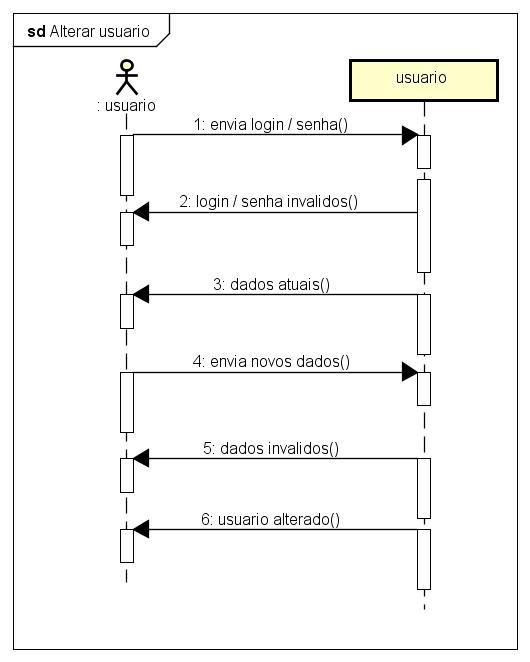 sd Alterar usuario
: usuario
usuario
1: envia login / senha()
2: login / senha invalidos()
3: dados atuais()
4: envia novos dados()
5: dados invalidos()
6: usuario alterado()